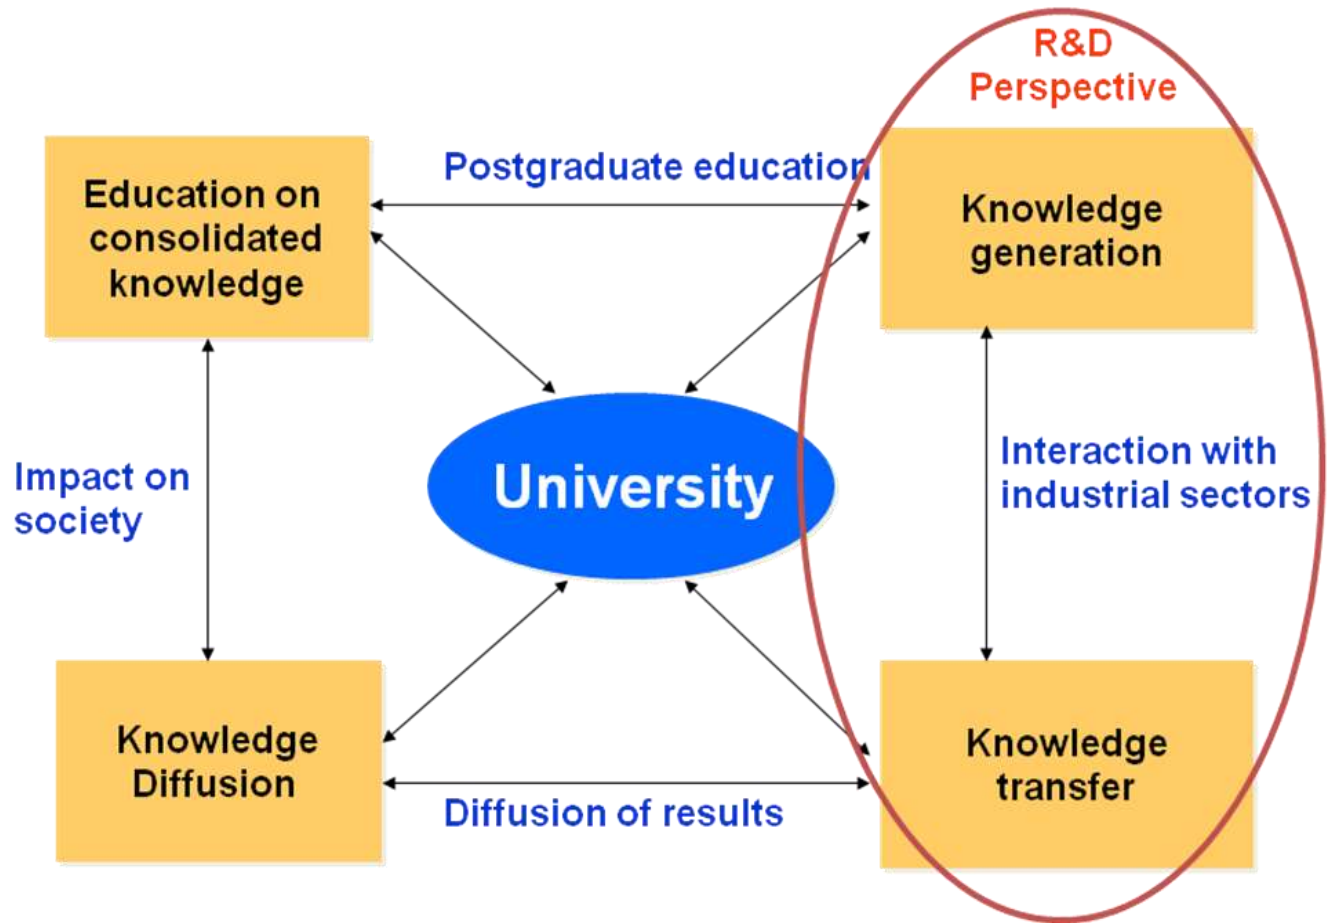 R&D
Perspective
Postgraduate education
Education on
consolidated
knowledge
Knowledge
generation
University
Impact on
society
Interaction with
industrial sectors
Knowledge
Diffusion
Knowledge
transfer
Diffusion of results